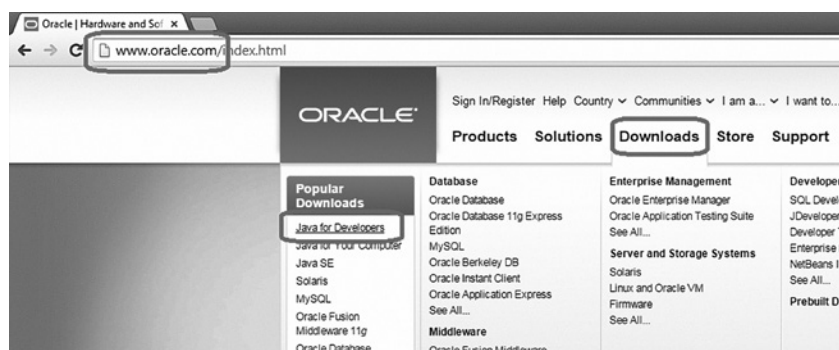 Oracle | Hardware and Sof
www.oracle.com/index.html
ORACLE
Sign In/Register Help Country Communities I am a... I want to...
Products Solutions Downloads Store Support
Popular
Downloads
Java for Developers
Java for Your Computer
Java SE
Solaris
MySQL
Oracle Fusion
Middleware 11g
Oracle Database
Database
Oracle Database
Oracle Database 11g Express
Edition
MySQL
Oracle Berkeley DB
Oracle Instant Client
Oracle Application Express
See All...
Middleware
Oracle Fusion Middleware
Enterprise Management
Oracle Enterprise Manager
Oracle Application Testing Suite
See All...
Server and Storage Systems
Solaris
Linux and Oracle VM
Firmware
See All...
Developer
SQL Devel
JDeveloper
Developer
Enterprise
NetBeans I
See All...
Prebuilt D